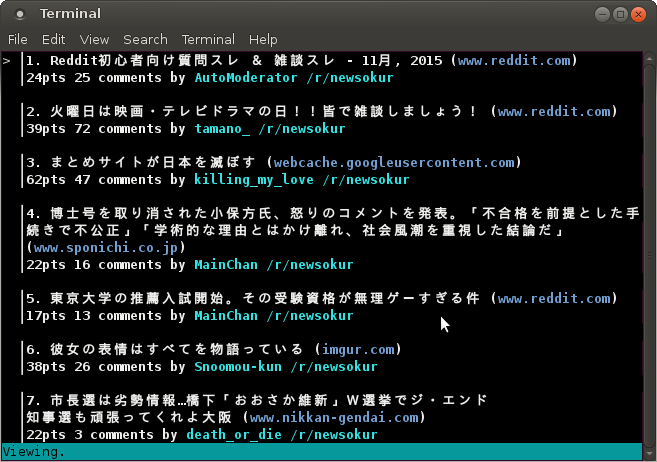 Terminal
File Edit View Search Terminal Help
> 1. Reddit初心者向け質問スレ ＆ 雑談スレ - 11月, 2015 (www.reddit.com)
24pts 25 comments by AutoModerator /r/newsokur
2. 火曜日は映画・テレビドラマの日！！皆で雑談しましょう！ (www.reddit.com)
39pts 72 comments by tamano_ /r/newsokur
3. まとめサイトが日本を滅ぼす (webcache.googleusercontent.com)
62pts 47 comments by killing_my_love /r/newsokur
4. 博士号を取り消された小保方氏、怒りのコメントを発表。「不合格を前提とした手
続きで不公正」「学術的な理由とはかけ離れ、社会風潮を重視した結論だ」
(www.sponichi.co.jp)
22pts 16 comments by MainChan /r/newsokur
5. 東京大学の推薦入試開始。その受験資格が無理ゲーすぎる件 (www.reddit.com)
17pts 13 comments by MainChan /r/newsokur
6. 彼女の表情はすべてを物語っている (imgur.com)
38pts 26 comments by Snoomou-kun /r/newsokur
7. 市長選は劣勢情報…橋下「おおさか維新」Ｗ選挙でジ・エンド
知事選も頑張ってくれよ大阪 (www.nikkan-gendai.com)
22pts 3 comments by death_or_die /r/newsokur
Viewing.